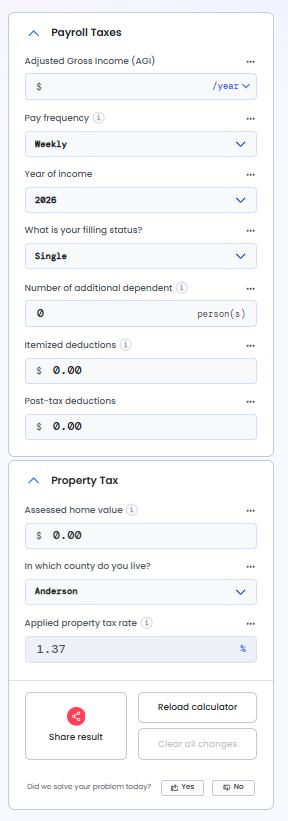 Payroll Taxes
Adjusted Gross Income (AGI)
$ /year
Pay frequency
Weekly
Year of income
2026
What is your filling status?
Single
Number of additional dependent
0 person(s)
Itemized deductions
$ 0.00
Post-tax deductions
$ 0.00
Property Tax
Assessed home value
$ 0.00
In which county do you live?
Anderson
Applied property tax rate
1.37 %
Share result
Reload calculator
Clear all changes
Did we solve your problem today? Yes No